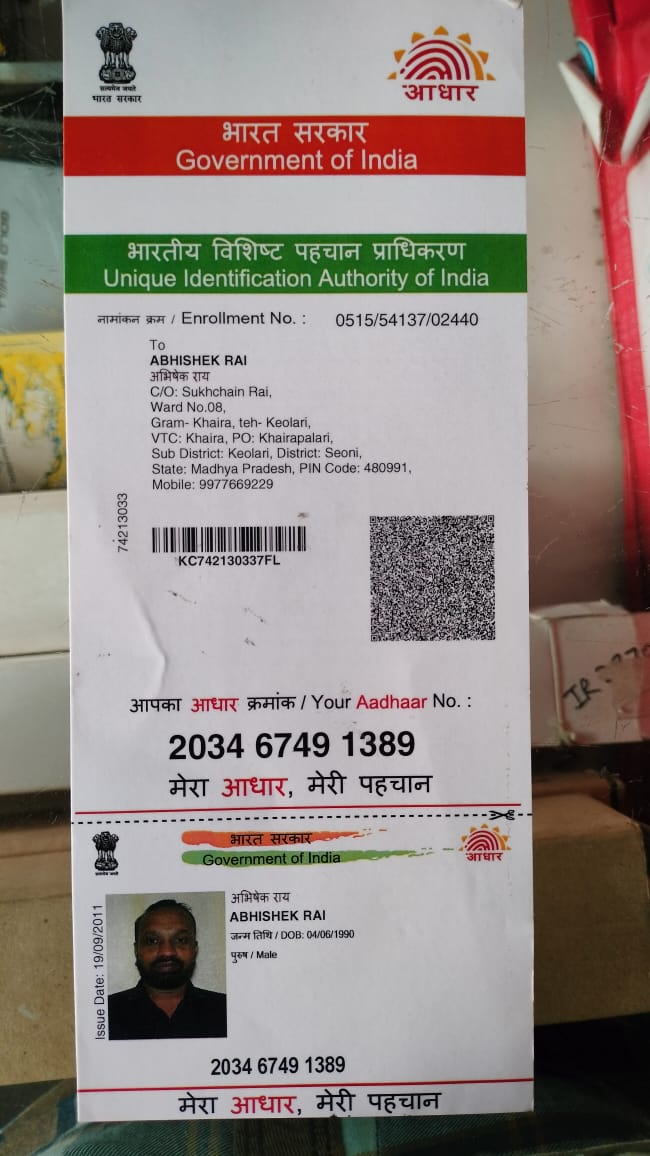 सत्यमेव जयते
भारत सरकार
आधार
भारत सरकार
Government of India
भारतीय विशिष्ट पहचान प्राधिकरण
Unique Identification Authority of India
नामांकन क्रम / Enrollment No. : 0515/54137/02440
To
ABHISHEK RAI
अभिषेक राय
C/O: Sukhchain Rai,
Ward No.08,
Gram- Khaira, teh- Keolari,
VTC: Khaira, PO: Khairapalari,
Sub District: Keolari, District: Seoni,
State: Madhya Pradesh, PIN Code: 480991,
Mobile: 9977669229
74213033
KC742130337FL
आपका आधार क्रमांक / Your Aadhaar No. :
2034 6749 1389
मेरा आधार, मेरी पहचान
सत्यमेव जयते
भारत सरकार
Government of India
आधार
Issue Date: 19/09/2011
अभिषेक राय
ABHISHEK RAI
जन्म तिथि / DOB: 04/06/1990
पुरुष / Male
2034 6749 1389
मेरा आधार, मेरी पहचान